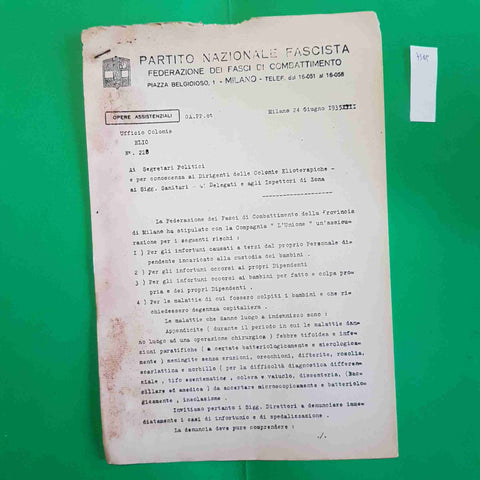 PARTITO NAZIONALE FASCISTA
FEDERAZIONE DEI FASCI DI COMBATTIMENTO
PIAZZA BELGIOIOSO, 1 • MILANO - TELEF. dal 16-051 al 16-058
OPERE ASSISTENZIALI OA.PP.
Milano 24 Giugno 1935XIII
Ufficio Colonie
ELIO
N°. 228
Ai Segretari Politici
e per conoscenza ai Dirigenti delle Colonie Elioterapiche -
ai Sigg. Sanitari - Delegati e agli Ispettori di Zona
La Federazione dei Fasci di Combattimento della Provincia
di Milano ha stipulato con la Compagnia " L'Unione " un'assicu-
razione per i seguenti rischi :
I ) Per gli infortuni causati a terzi dal proprio Personale di-
pendente incaricato alla custodia dei bambini .
2 ) Per gli infortuni occorsi ai propri Dipendenti
3 ) Per gli infortuni occorsi ai bambini per fatto e colpa pro-
pria e dei propri Dipendenti .
4 ) Per le malattie di cui fossero colpiti i bambini e che ri-
chiedessero degenza ospitaliera .
Le malattie che danno luogo a indennizzo sono :
Appendicite ( durante il periodo in cui le malattie dan-
no luogo ad una operazione chirurgica ) febbre tifoidea e infe-
zioni paratifiche ( accertate batteriologicamente e sierologica-
mente ) meningite senza eruzioni, orecchioni, difterite, rosolia,
scarlattina e morbillo ( per la difficoltà diagnostica differen-
ziale , tifo esentematico , colera e vaiuolo, dissenteria, (Bac-
sillare ed amedica ) da accertare microscopicamente e batteriolo-
gicamente , insolazione .
Invitiamo pertanto i Sigg. Direttori a denunciare imme-
diatamente i casi di infortunio e di spedalizzazione .
La denuncia deve pure comprendere :
./.